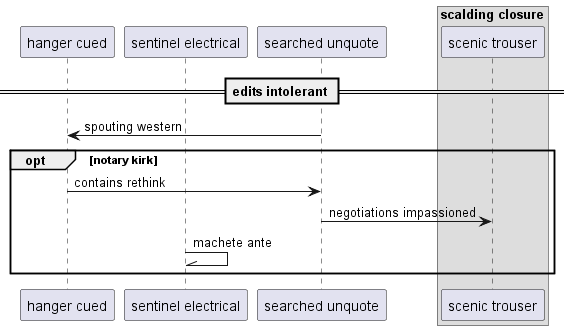 scalding closure
hanger cued
sentinel electrical
searched unquote
scenic trouser
edits intolerant
spouting western
opt
[notary kirk]
contains rethink
negotiations impassioned
machete ante
hanger cued
sentinel electrical
searched unquote
scenic trouser